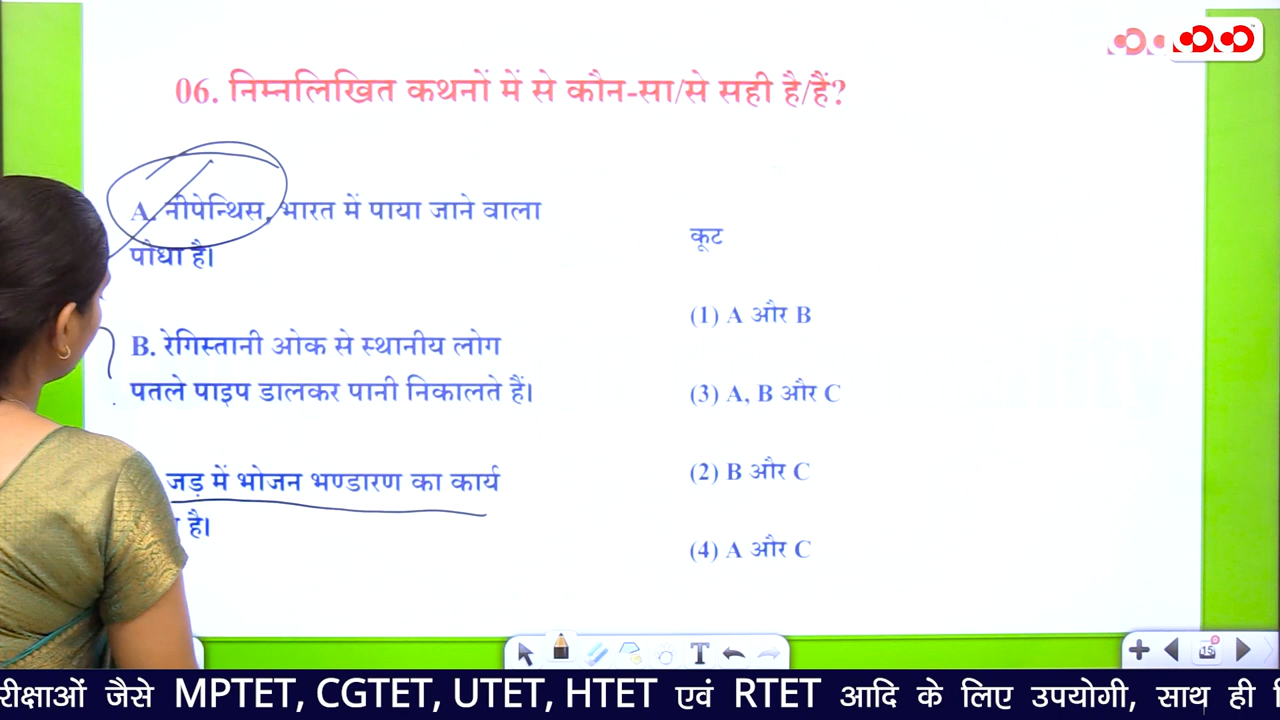 06. निम्नलिखित कथनों में से कौन-सा/से सही है/हैं?
A. नीपेन्थिस, भारत में पाया जाने वाला
पौधा है।
B. रेगिस्तानी ओक से स्थानीय लोग
पतले पाइप डालकर पानी निकालते हैं।
जड़ में भोजन भण्डारण का कार्य
है।
कूट
(1) A और B
(3) A, B और C
(2) B और C
(4) A और C
T
15
रीक्षाओं जैसे MPTET, CGTET, UTET, HTET एवं RTET आदि के लिए उपयोगी, साथ ही